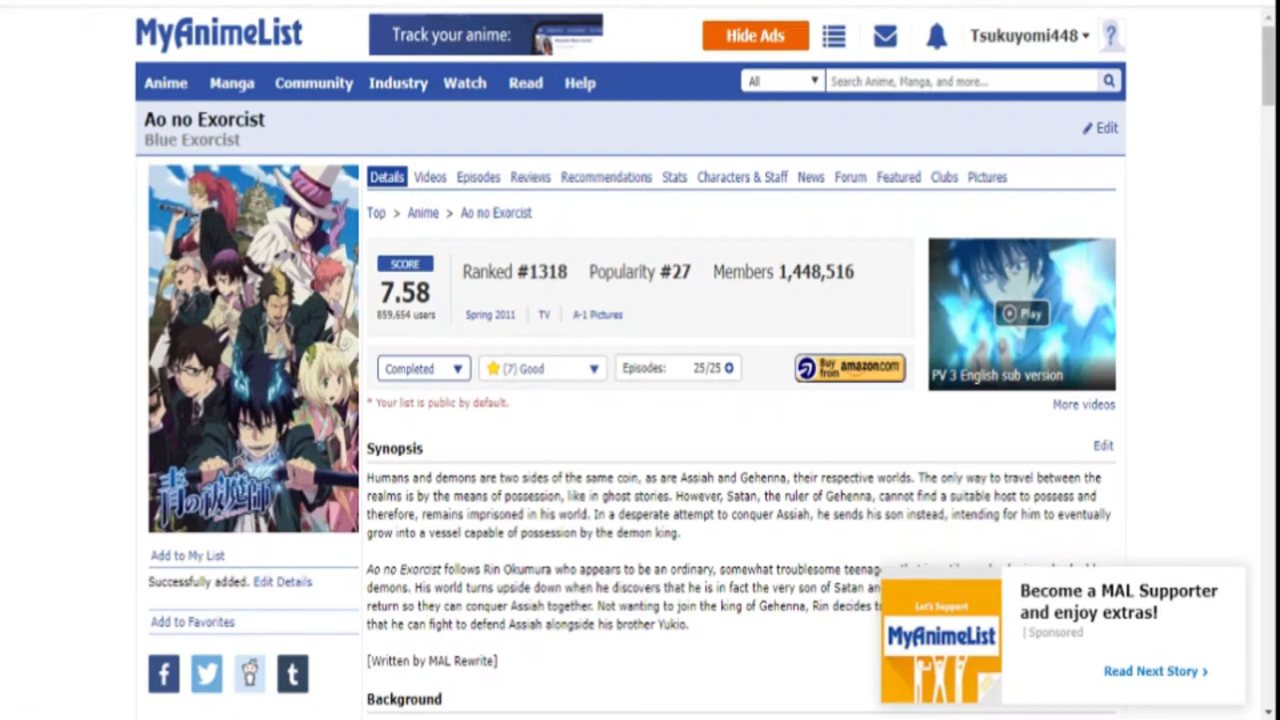 MyAnimeList
Track your anime:
Hide Ads
Tsukuyomi448
Anime Manga Community Industry Watch Read Help
All
Search Anime, Manga, and more...
Ao no Exorcist
Blue Exorcist
Edit
Details Videos Episodes Reviews Recommendations Stats Characters & Staff News Forum Featured Clubs Pictures
Top > Anime > Ao no Exorcist
SCORE
7.58
859,654 users
Ranked #1318 Popularity #27 Members 1,448,516
Spring 2011 TV A-1 Pictures
Play
PV 3 English sub version
Completed
(7) Good
Episodes: 25/25
Buy from amazon.com
* Your list is public by default.
More videos
Synopsis
Edit
Humans and demons are two sides of the same coin, as are Assiah and Gehenna, their respective worlds. The only way to travel between the
realms is by the means of possession, like in ghost stories. However, Satan, the ruler of Gehenna, cannot find a suitable host to possess and
therefore, remains imprisoned in his world. In a desperate attempt to conquer Assiah, he sends his son instead, intending for him to eventually
grow into a vessel capable of possession by the demon king.
Ao no Exorcist follows Rin Okumura who appears to be an ordinary, somewhat troublesome
demons. His world turns upside down when he discovers that he is in fact the very son of Satan
return so they can conquer Assiah together. Not wanting to join the king of Gehenna, Rin decides
that he can fight to defend Assiah alongside his brother Yukio.
[Written by MAL Rewrite]
Background
青の祓魔師
Add to My List
Successfully added. Edit Details
Add to Favorites
Let's Support
MyAnimeList
Become a MAL Supporter
and enjoy extras!
| Sponsored
Read Next Story ›